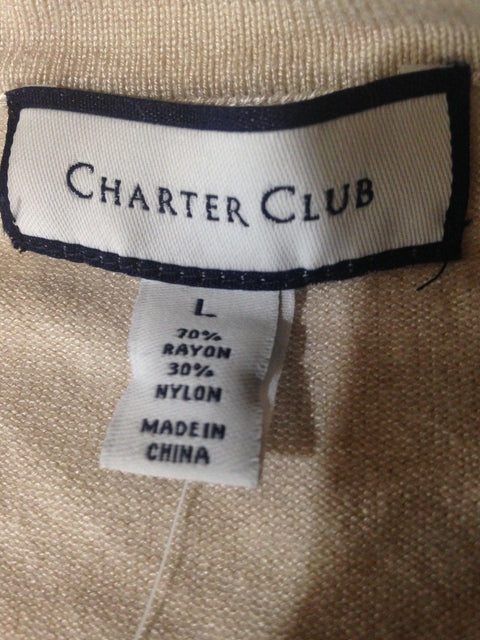 CHARTER CLUB
L
70%
RAYON
30%
NYLON
MADE IN
CHINA